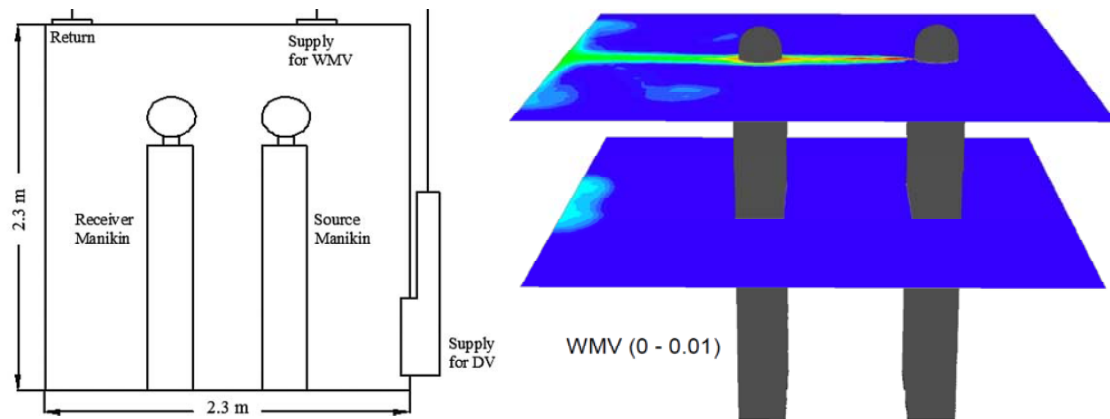 Return
Supply
for WMV
2.3 m
Receiver
Manikin
Source
Manikin
Supply
for DV
2.3 m
WMV (0 - 0.01)